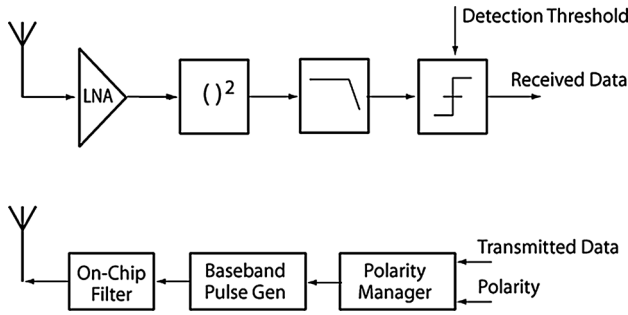 Detection Threshold
LNA
( )²
Received Data
On-Chip
Filter
Baseband
Pulse Gen
Polarity
Manager
Transmitted Data
Polarity